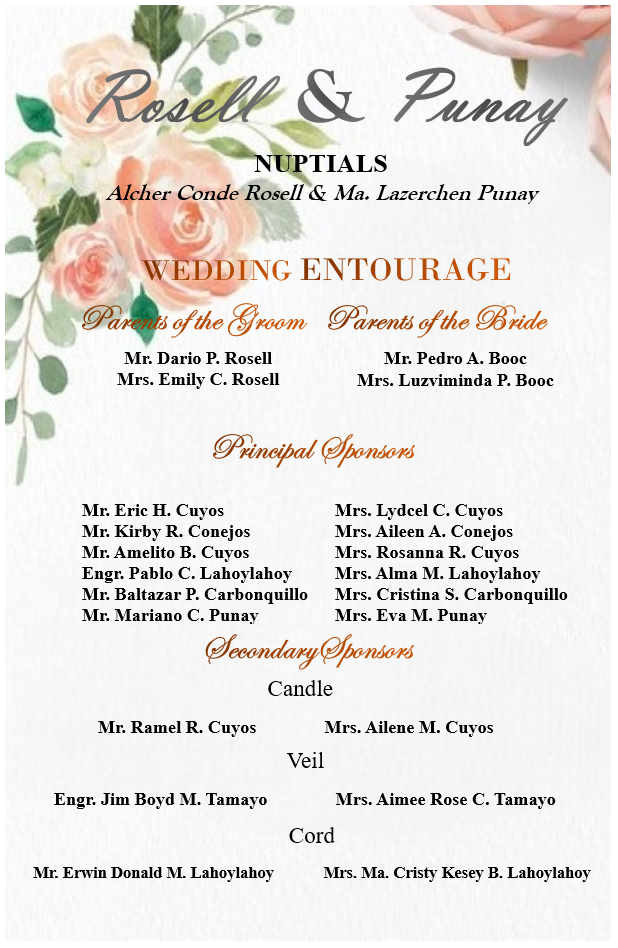 Rosell & Punay
NUPTIALS
Alcher Conde Rosell & Ma. Lazerchen Punay
WEDDING ENTOURAGE
Parents of the Groom Parents of the Bride
Mr. Dario P. Rosell Mr. Pedro A. Booc
Mrs. Emily C. Rosell Mrs. Luzviminda P. Booc
Principal Sponsors
Mr. Eric H. Cuyos Mrs. Lydcel C. Cuyos
Mr. Kirby R. Conejos Mrs. Aileen A. Conejos
Mr. Amelito B. Cuyos Mrs. Rosanna R. Cuyos
Engr. Pablo C. Lahoylahoy Mrs. Alma M. Lahoylahoy
Mr. Baltazar P. Carbonquillo Mrs. Cristina S. Carbonquillo
Mr. Mariano C. Punay Mrs. Eva M. Punay
Secondary Sponsors
Candle
Mr. Ramel R. Cuyos Mrs. Ailene M. Cuyos
Veil
Engr. Jim Boyd M. Tamayo Mrs. Aimee Rose C. Tamayo
Cord
Mr. Erwin Donald M. Lahoylahoy Mrs. Ma. Cristy Kesey B. Lahoylahoy